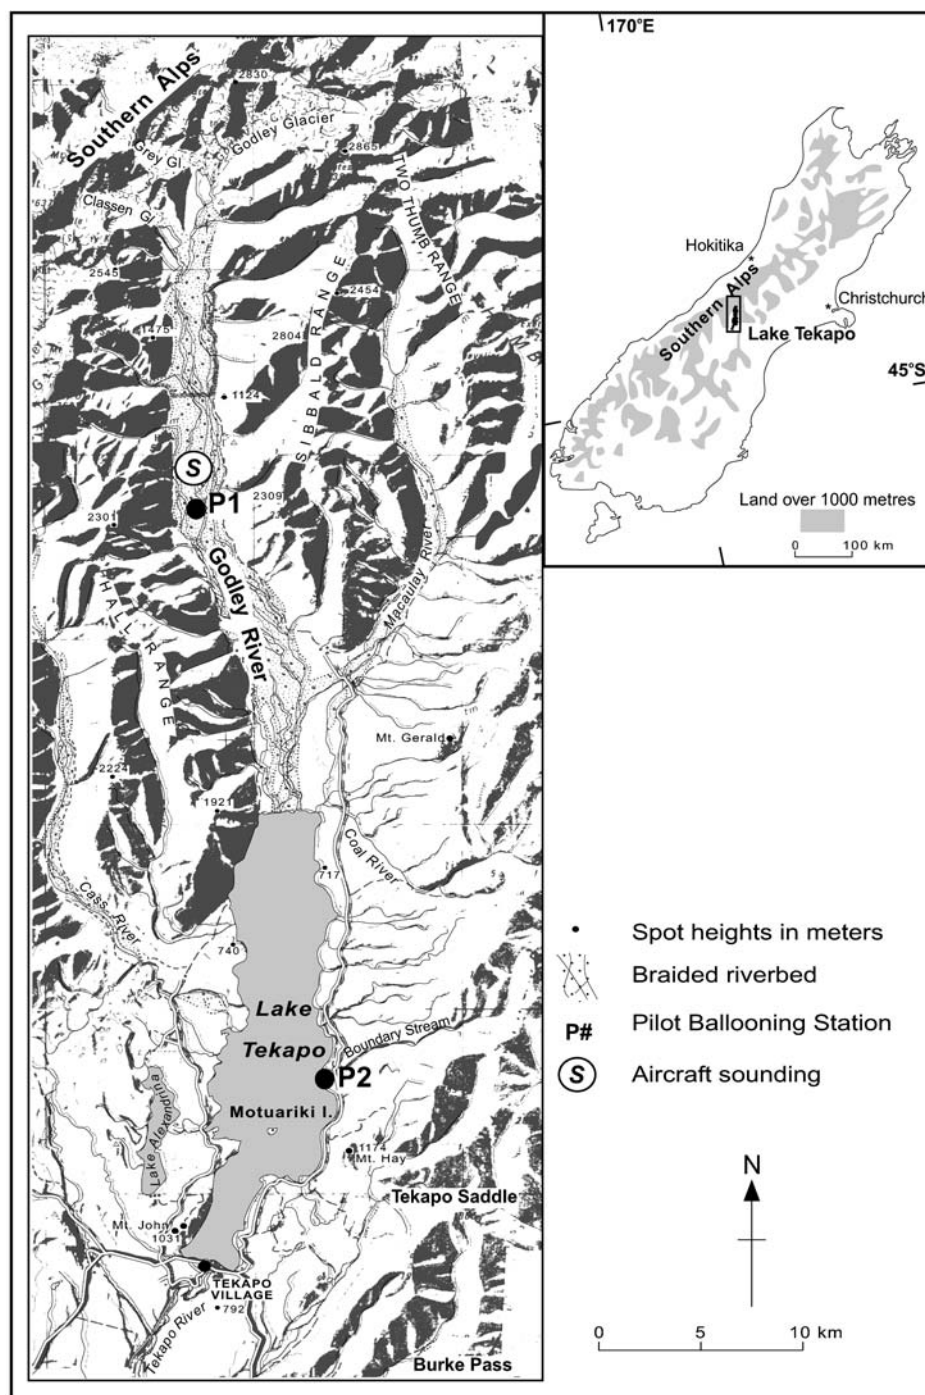 Southern Alps
2830
Godley Glacier
Grey Gl.
2865
Classen Gl.
TWO THUMB RANGE
2545
2454
1475
2804
SIBBALD RANGE
1124
S
P1
2309
2301
Godley River
Macaulay River
HALL RANGE
Mt. Gerald
2224
1921
Coal River
717
Cass River
740
Lake
Tekapo
Boundary Stream
P2
Motuariki I.
Lake Alexandrina
1174
Mt. Hay
Tekapo Saddle
Mt. John
1031
TEKAPO
VILLAGE
792
Tekapo River
Burke Pass
170°E
Hokitika
Southern Alps
Christchurch
Lake Tekapo
45°S
Land over 1000 metres
0 100 km
Spot heights in meters
Braided riverbed
P# Pilot Ballooning Station
S Aircraft sounding
N
0 5 10 km